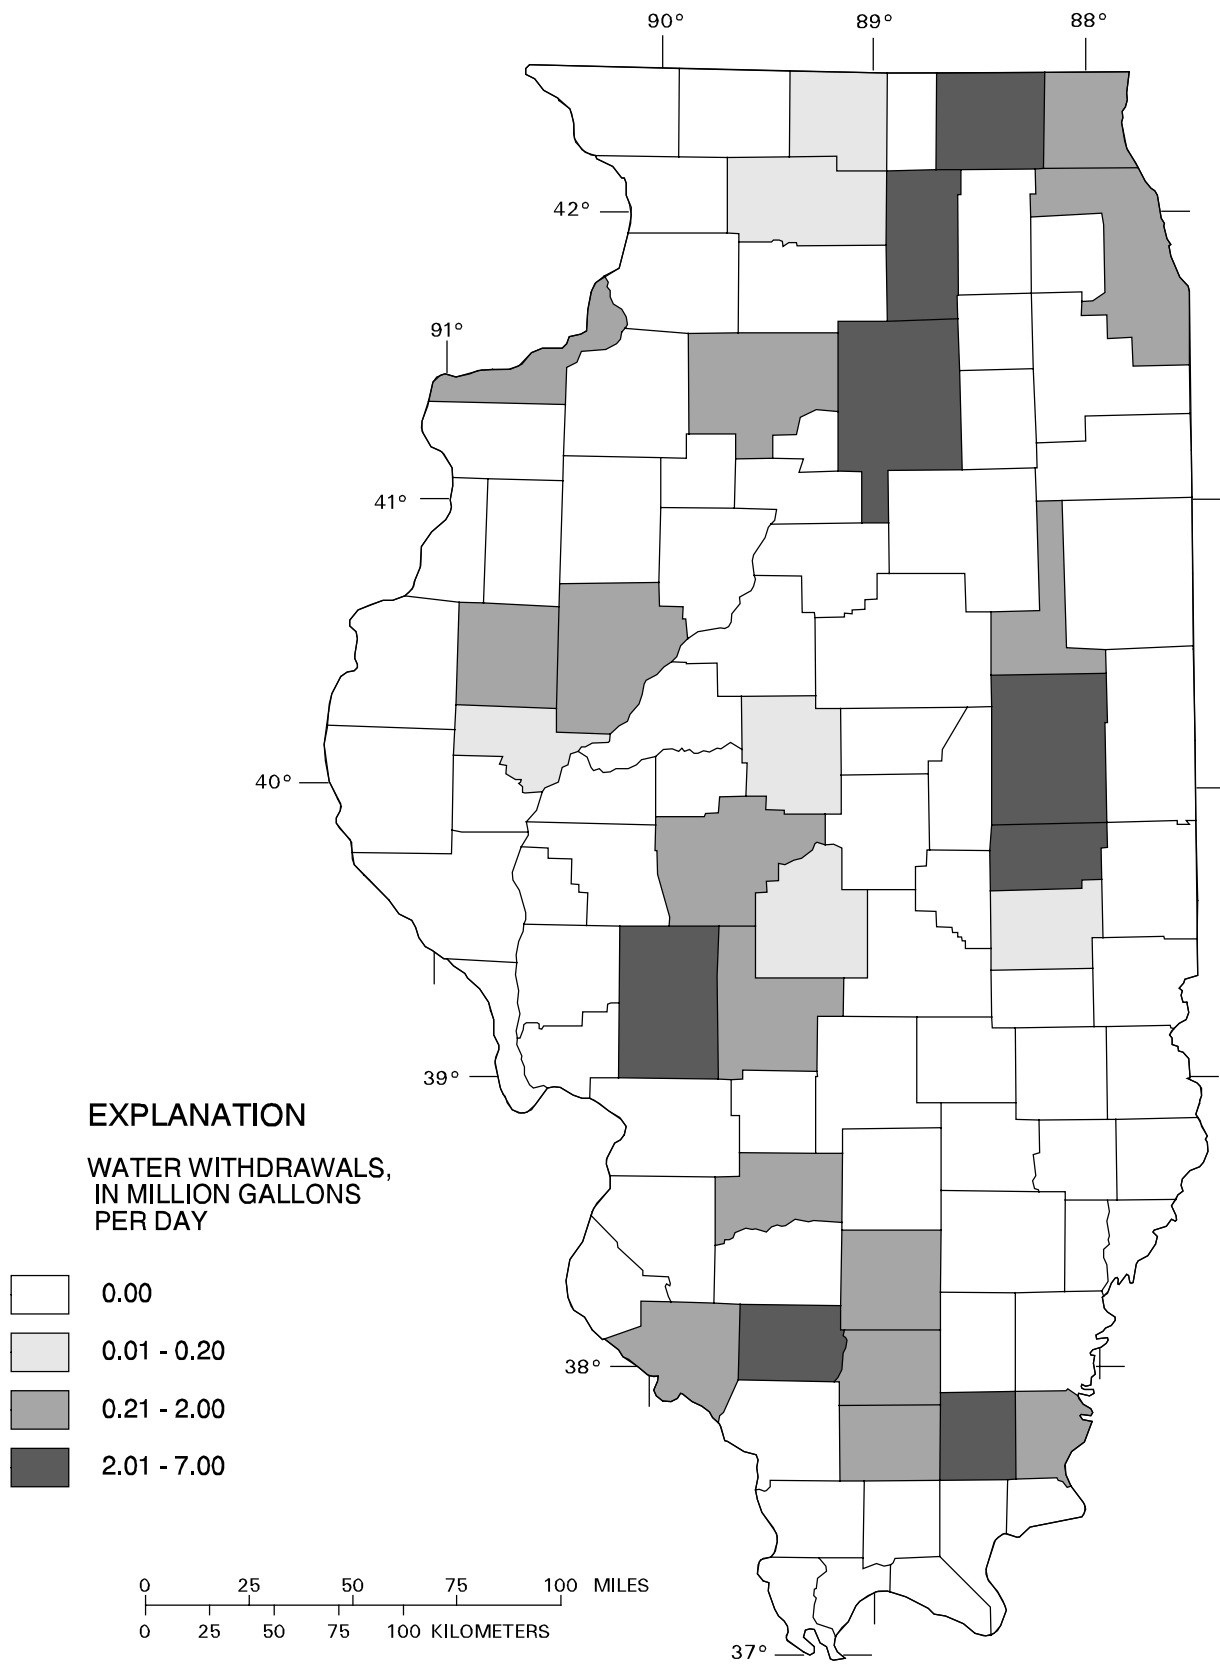 90° 89° 88°
42°
91°
41°
40°
39°
EXPLANATION
WATER WITHDRAWALS,
IN MILLION GALLONS
PER DAY
0.00
0.01 - 0.20
0.21 - 2.00
2.01 - 7.00
38°
0 25 50 75 100 MILES
0 25 50 75 100 KILOMETERS
37°